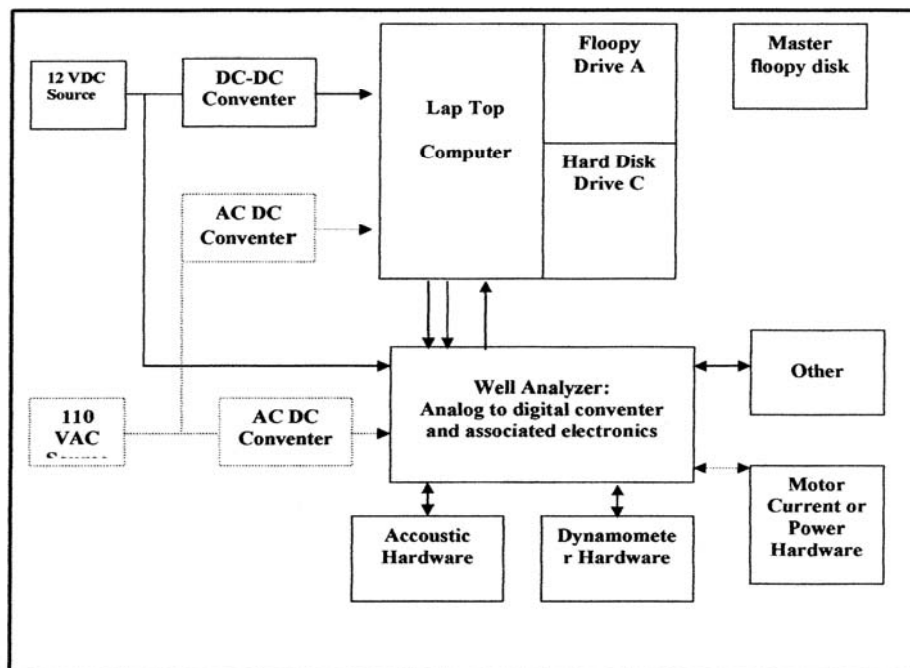 12 VDC
Source
DC-DC
Conventer
Lap Top
Computer
Floopy
Drive A
Hard Disk
Drive C
Master
floopy disk
AC DC
Conventer
110
VAC
AC DC
Conventer
Well Analyzer:
Analog to digital conventer
and associated electronics
Other
Accoustic
Hardware
Dynamomete
r Hardware
Motor
Current or
Power
Hardware